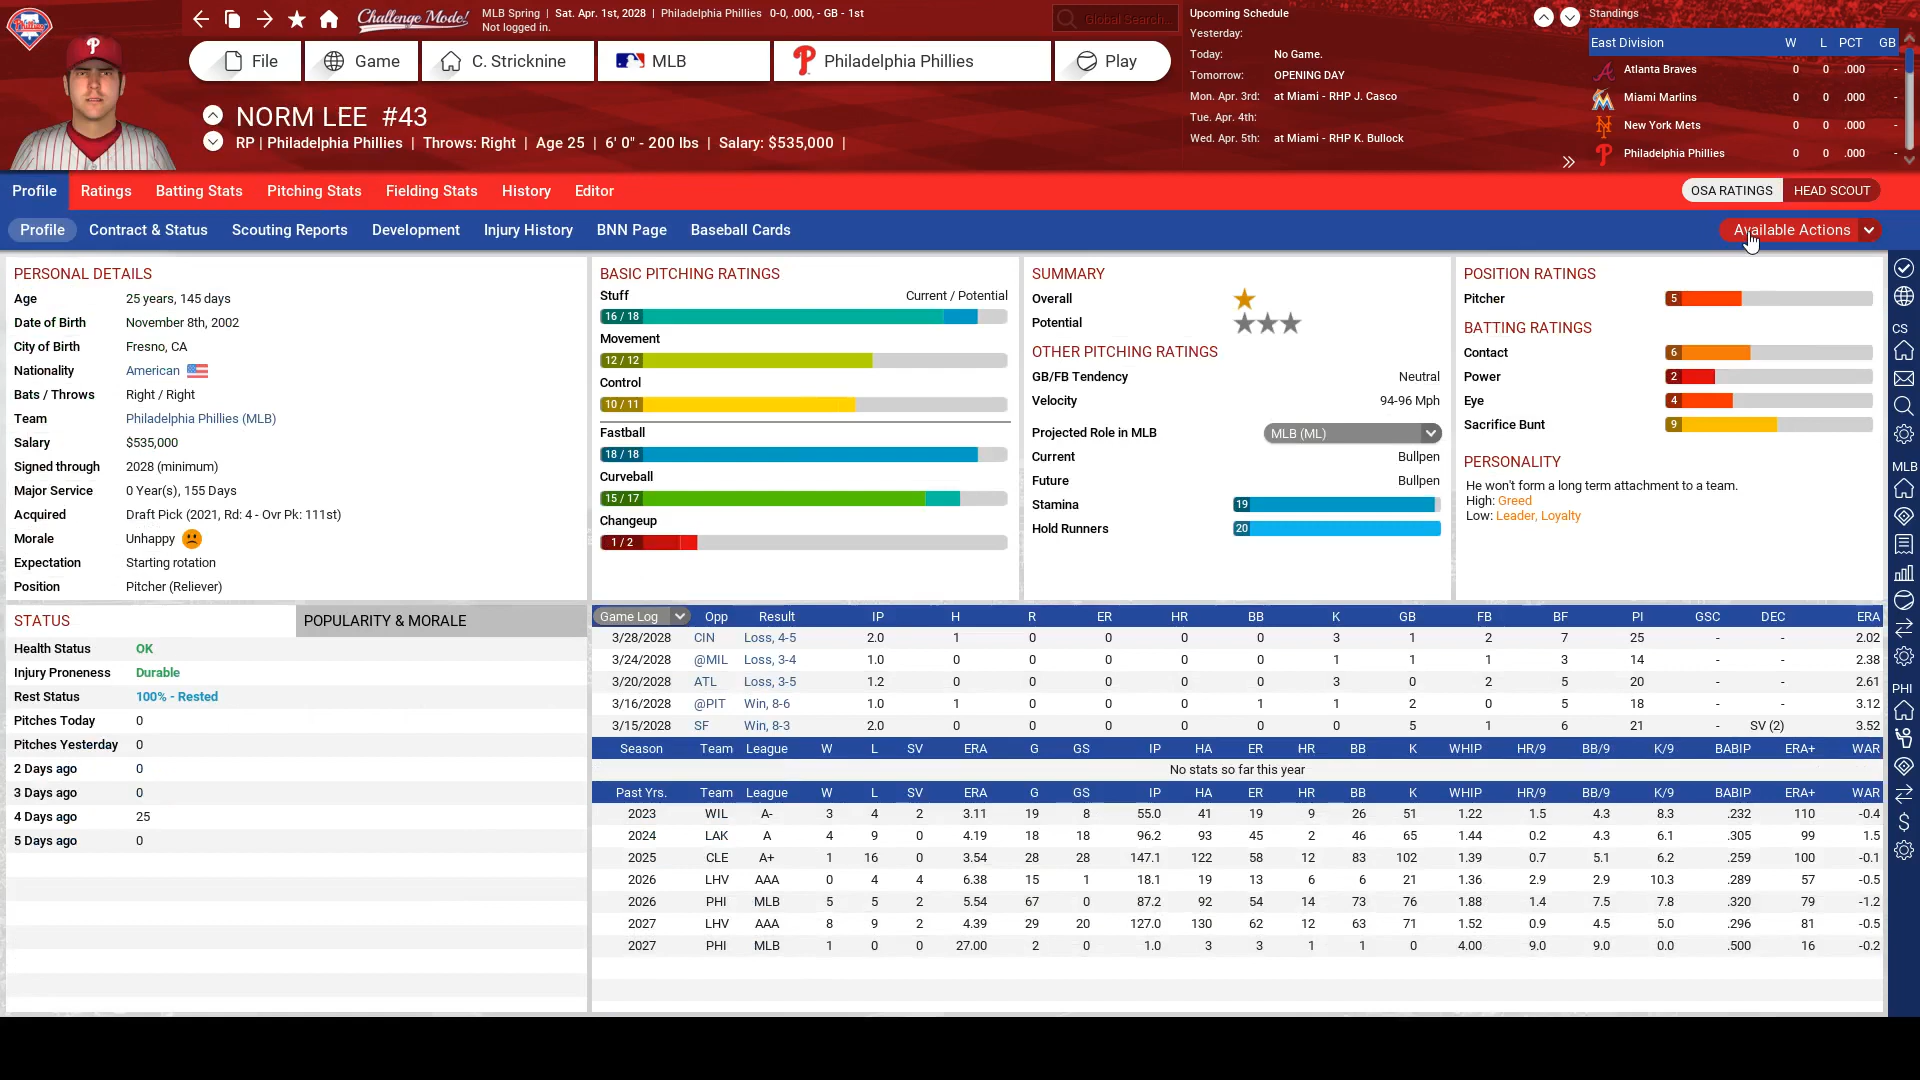 Challenge Mode!
MLB Spring | Sat. Apr. 1st, 2028 | Philadelphia Phillies 0-0, .000, - GB - 1st
Not logged in.
Global Search...
File
Game
C. Stricknine
MLB
Philadelphia Phillies
Play
NORM LEE #43
RP | Philadelphia Phillies | Throws: Right | Age 25 | 6' 0" - 200 lbs | Salary: $535,000 |
Upcoming Schedule
Yesterday:
Today: No Game.
Tomorrow: OPENING DAY
Mon. Apr. 3rd: at Miami - RHP J. Casco
Tue. Apr. 4th:
Wed. Apr. 5th: at Miami - RHP K. Bullock
Standings
East Division W L PCT GB
Atlanta Braves 0 0 .000 -
Miami Marlins 0 0 .000 -
New York Mets 0 0 .000 -
Philadelphia Phillies 0 0 .000 -
Profile Ratings Batting Stats Pitching Stats Fielding Stats History Editor
OSA RATINGS HEAD SCOUT
Profile Contract & Status Scouting Reports Development Injury History BNN Page Baseball Cards
Available Actions
PERSONAL DETAILS
Age 25 years, 145 days
Date of Birth November 8th, 2002
City of Birth Fresno, CA
Nationality American
Bats / Throws Right / Right
Team Philadelphia Phillies (MLB)
Salary $535,000
Signed through 2028 (minimum)
Major Service 0 Year(s), 155 Days
Acquired Draft Pick (2021, Rd: 4 - Ovr Pk: 111st)
Morale Unhappy
Expectation Starting rotation
Position Pitcher (Reliever)
BASIC PITCHING RATINGS
Stuff Current / Potential
16 / 18
Movement
12 / 12
Control
10 / 11
Fastball
18 / 18
Curveball
15 / 17
Changeup
1 / 2
SUMMARY
Overall
Potential
OTHER PITCHING RATINGS
GB/FB Tendency Neutral
Velocity 94-96 Mph
Projected Role in MLB MLB (ML)
Current Bullpen
Future Bullpen
Stamina 19
Hold Runners 20
POSITION RATINGS
Pitcher 5
BATTING RATINGS
Contact 6
Power 2
Eye 4
Sacrifice Bunt 9
PERSONALITY
He won't form a long term attachment to a team.
High: Greed
Low: Leader, Loyalty
STATUS POPULARITY & MORALE
Health Status OK
Injury Proneness Durable
Rest Status 100% - Rested
Pitches Today 0
Pitches Yesterday 0
2 Days ago 0
3 Days ago 0
4 Days ago 25
5 Days ago 0
Game Log Opp Result IP H R ER HR BB K GB FB BF PI GSC DEC ERA
3/28/2028 CIN Loss, 4-5 2.0 1 0 0 0 0 3 1 2 7 25 - - 2.02
3/24/2028 @MIL Loss, 3-4 1.0 0 0 0 0 0 1 1 1 3 14 - - 2.38
3/20/2028 ATL Loss, 3-5 1.2 0 0 0 0 0 3 0 2 5 20 - - 2.61
3/16/2028 @PIT Win, 8-6 1.0 1 0 0 0 1 1 2 0 5 18 - - 3.12
3/15/2028 SF Win, 8-3 2.0 0 0 0 0 0 0 5 1 6 21 - SV (2) 3.52
Season Team League W L SV ERA G GS IP HA ER HR BB K WHIP HR/9 BB/9 K/9 BABIP ERA+ WAR
No stats so far this year
Past Yrs. Team League W L SV ERA G GS IP HA ER HR BB K WHIP HR/9 BB/9 K/9 BABIP ERA+ WAR
2023 WIL A- 3 4 2 3.11 19 8 55.0 41 19 9 26 51 1.22 1.5 4.3 8.3 .232 110 -0.4
2024 LAK A 4 9 0 4.19 18 18 96.2 93 45 2 46 65 1.44 0.2 4.3 6.1 .305 99 1.5
2025 CLE A+ 1 16 0 3.54 28 28 147.1 122 58 12 83 102 1.39 0.7 5.1 6.2 .259 100 -0.1
2026 LHV AAA 0 4 4 6.38 15 1 18.1 19 13 6 6 21 1.36 2.9 2.9 10.3 .289 57 -0.5
2026 PHI MLB 5 5 2 5.54 67 0 87.2 92 54 14 73 76 1.88 1.4 7.5 7.8 .320 79 -1.2
2027 LHV AAA 8 9 2 4.39 29 20 127.0 130 62 12 63 71 1.52 0.9 4.5 5.0 .296 81 -0.5
2027 PHI MLB 1 0 0 27.00 2 0 1.0 3 3 1 1 0 4.00 9.0 9.0 0.0 .500 16 -0.2
CS
MLB
PHI